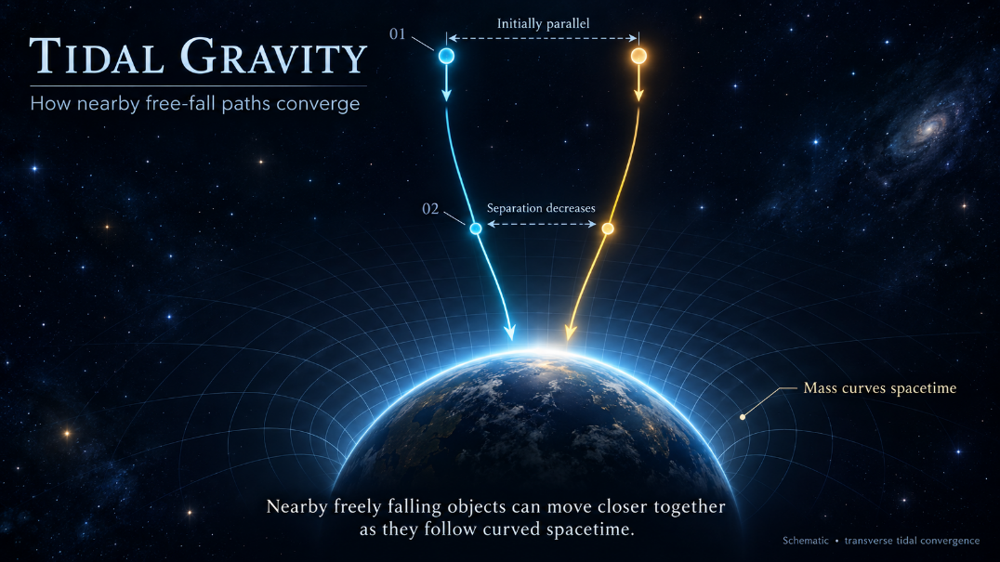 TIDAL GRAVITY
How nearby free-fall paths converge
01
Initially parallel
02
Separation decreases
Mass curves spacetime
Nearby freely falling objects can move closer together
as they follow curved spacetime.
Schematic • transverse tidal convergence